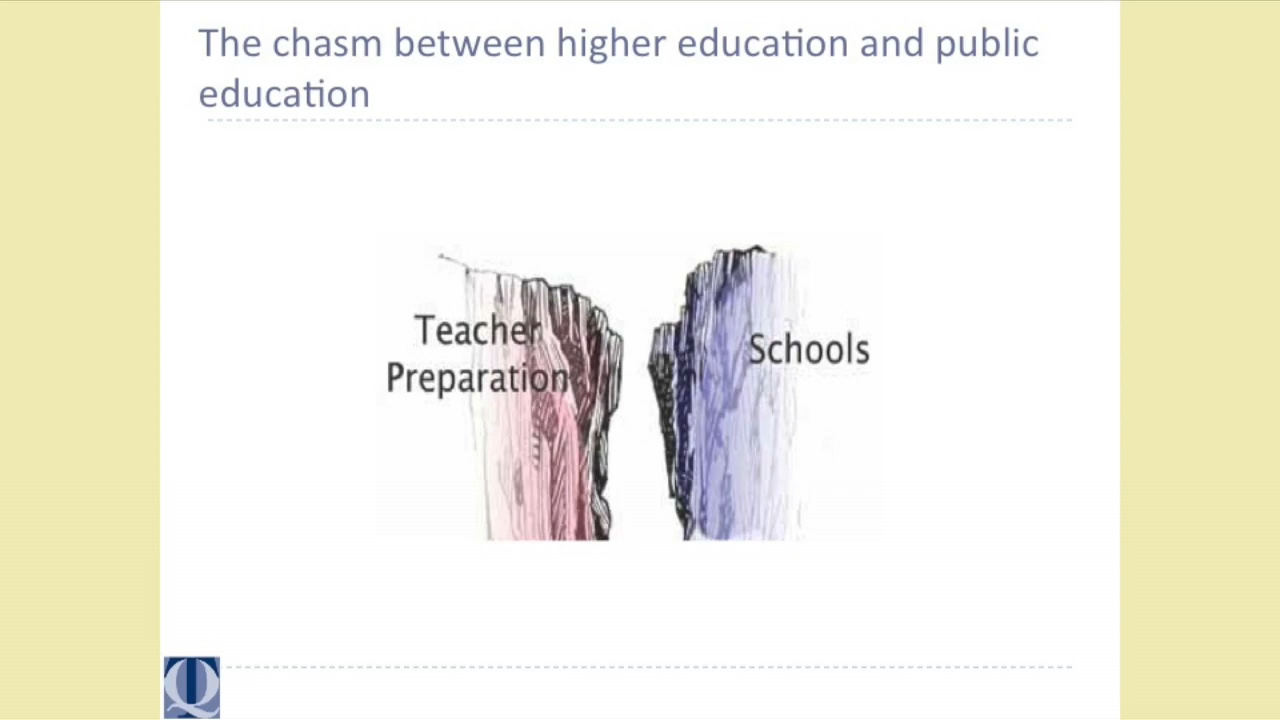 The chasm between higher education and public
education
Teacher
Preparation
Schools